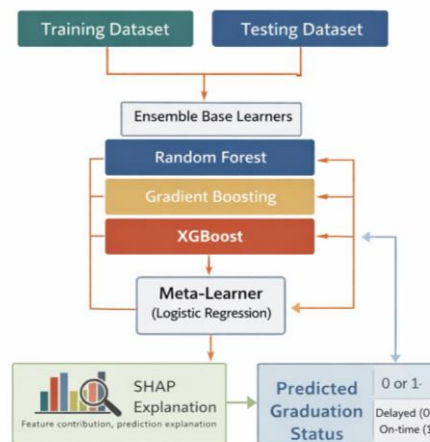 Training Dataset
Testing Dataset
Ensemble Base Learners
Random Forest
Gradient Boosting
XGBoost
Meta-Learner
(Logistic Regression)
SHAP
Explanation
Feature contribution, prediction explanation
Predicted
Graduation
Status
0 or 1-
Delayed (0
On-time (1